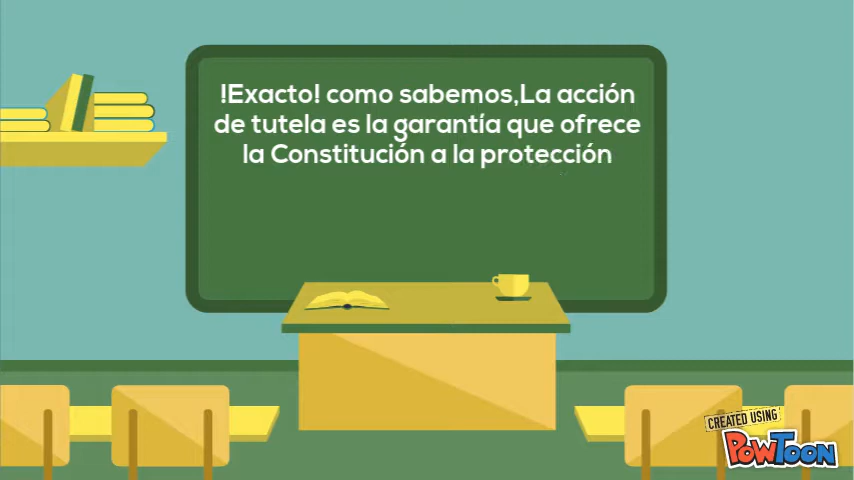 !Exacto! como sabemos,La acción
de tutela es la garantía que ofrece
la Constitución a la protección
CREATED USING
POWTOON